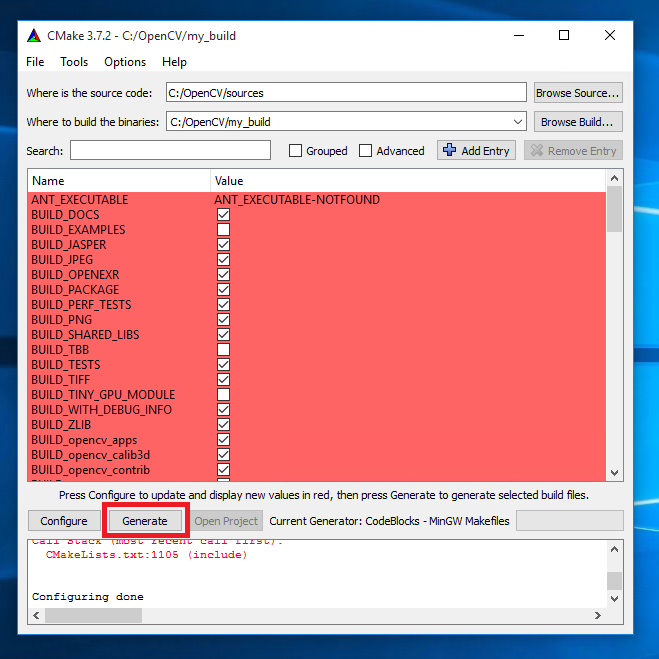 CMake 3.7.2 - C:/OpenCV/my_build
File Tools Options Help
Where is the source code: C:/OpenCV/sources Browse Source...
Where to build the binaries: C:/OpenCV/my_build Browse Build...
Search: Grouped Advanced Add Entry Remove Entry
Name Value
ANT_EXECUTABLE ANT_EXECUTABLE-NOTFOUND
BUILD_DOCS
BUILD_EXAMPLES
BUILD_JASPER
BUILD_JPEG
BUILD_OPENEXR
BUILD_PACKAGE
BUILD_PERF_TESTS
BUILD_PNG
BUILD_SHARED_LIBS
BUILD_TBB
BUILD_TESTS
BUILD_TIFF
BUILD_TINY_GPU_MODULE
BUILD_WITH_DEBUG_INFO
BUILD_ZLIB
BUILD_opencv_apps
BUILD_opencv_calib3d
BUILD_opencv_contrib
Press Configure to update and display new values in red, then press Generate to generate selected build files.
Configure Generate Open Project Current Generator: CodeBlocks - MinGW Makefiles
Call Stack (most recent call first):
CMakeLists.txt:1105 (include)
Configuring done